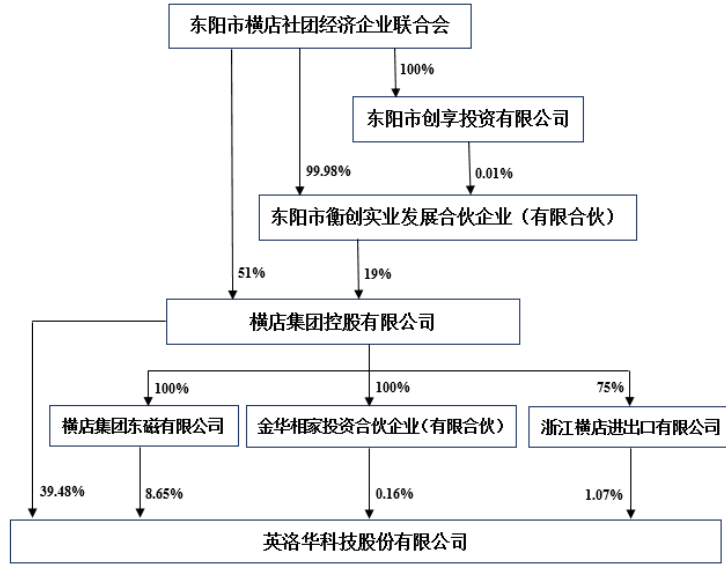 东阳市横店社团经济企业联合会
100%
东阳市创享投资有限公司
99.98%
0.01%
东阳市衡创实业发展合伙企业（有限合伙）
51%
19%
横店集团控股有限公司
100%
100%
75%
横店集团东磁有限公司
金华相家投资合伙企业（有限合伙）
浙江横店进出口有限公司
39.48%
8.65%
0.16%
1.07%
英洛华科技股份有限公司